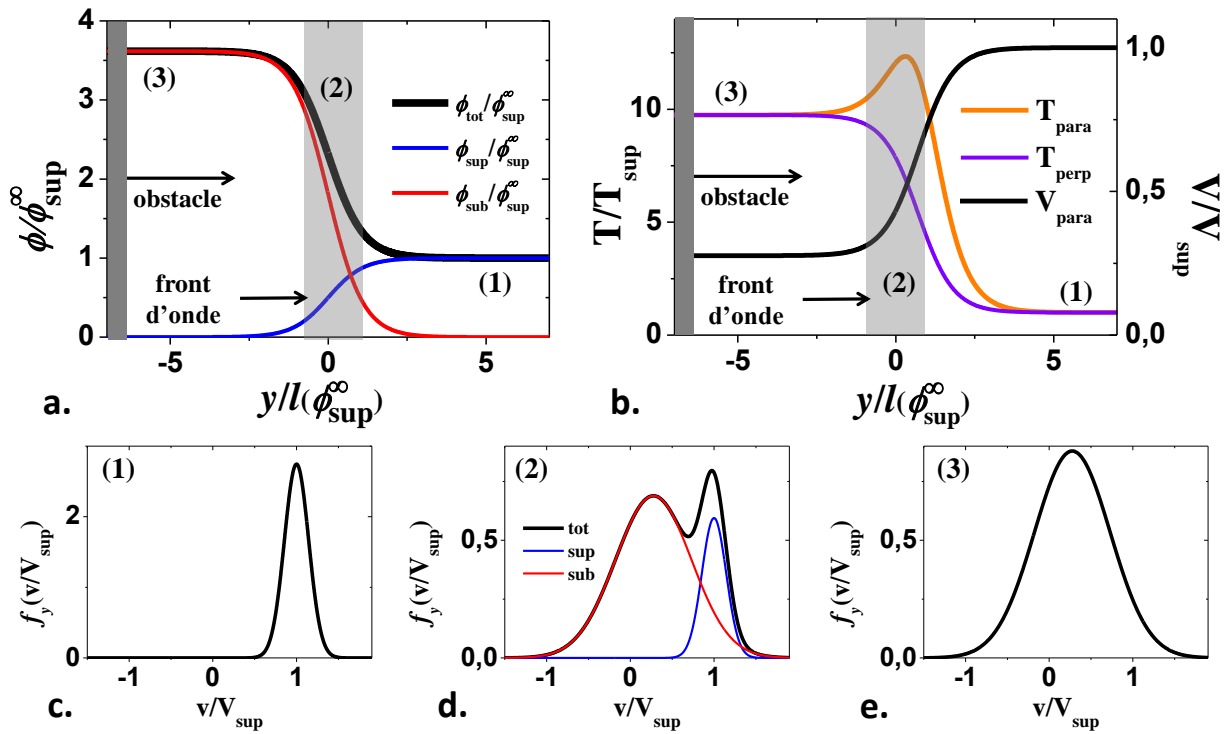 4
3
2
1
0
ϕ/ϕ∞sup
(3)
(2)
(1)
ϕtot/ϕ∞sup
ϕsup/ϕ∞sup
ϕsub/ϕ∞sup
obstacle
front
d’onde
-5 0 5
y/l(ϕ∞sup)
a.
10
5
0
T/Tsup
(3)
(2)
(1)
Tpara
Tperp
Vpara
obstacle
front
d’onde
1,0
0,5
0,0
V/Vsup
-5 0 5
y/l(ϕ∞sup)
b.
(1)
2
0
fy(v/Vsup)
-1 0 1
v/Vsup
c.
(2)
tot
sup
sub
0,5
0,0
fy(v/Vsup)
-1 0 1
v/Vsup
d.
(3)
0,5
0,0
fy(v/Vsup)
-1 0 1
v/Vsup
e.